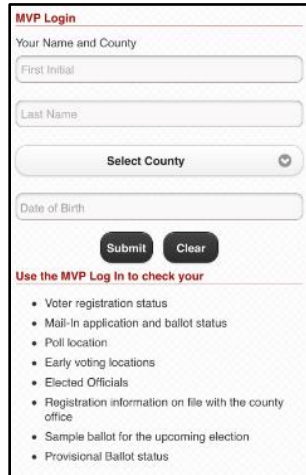 MVP Login
Your Name and County
First Initial
Last Name
Select County
Date of Birth
Submit Clear
Use the MVP Log In to check your
• Voter registration status
• Mail-In application and ballot status
• Poll location
• Early voting locations
• Elected Officials
• Registration information on file with the county
office
• Sample ballot for the upcoming election
• Provisional Ballot status